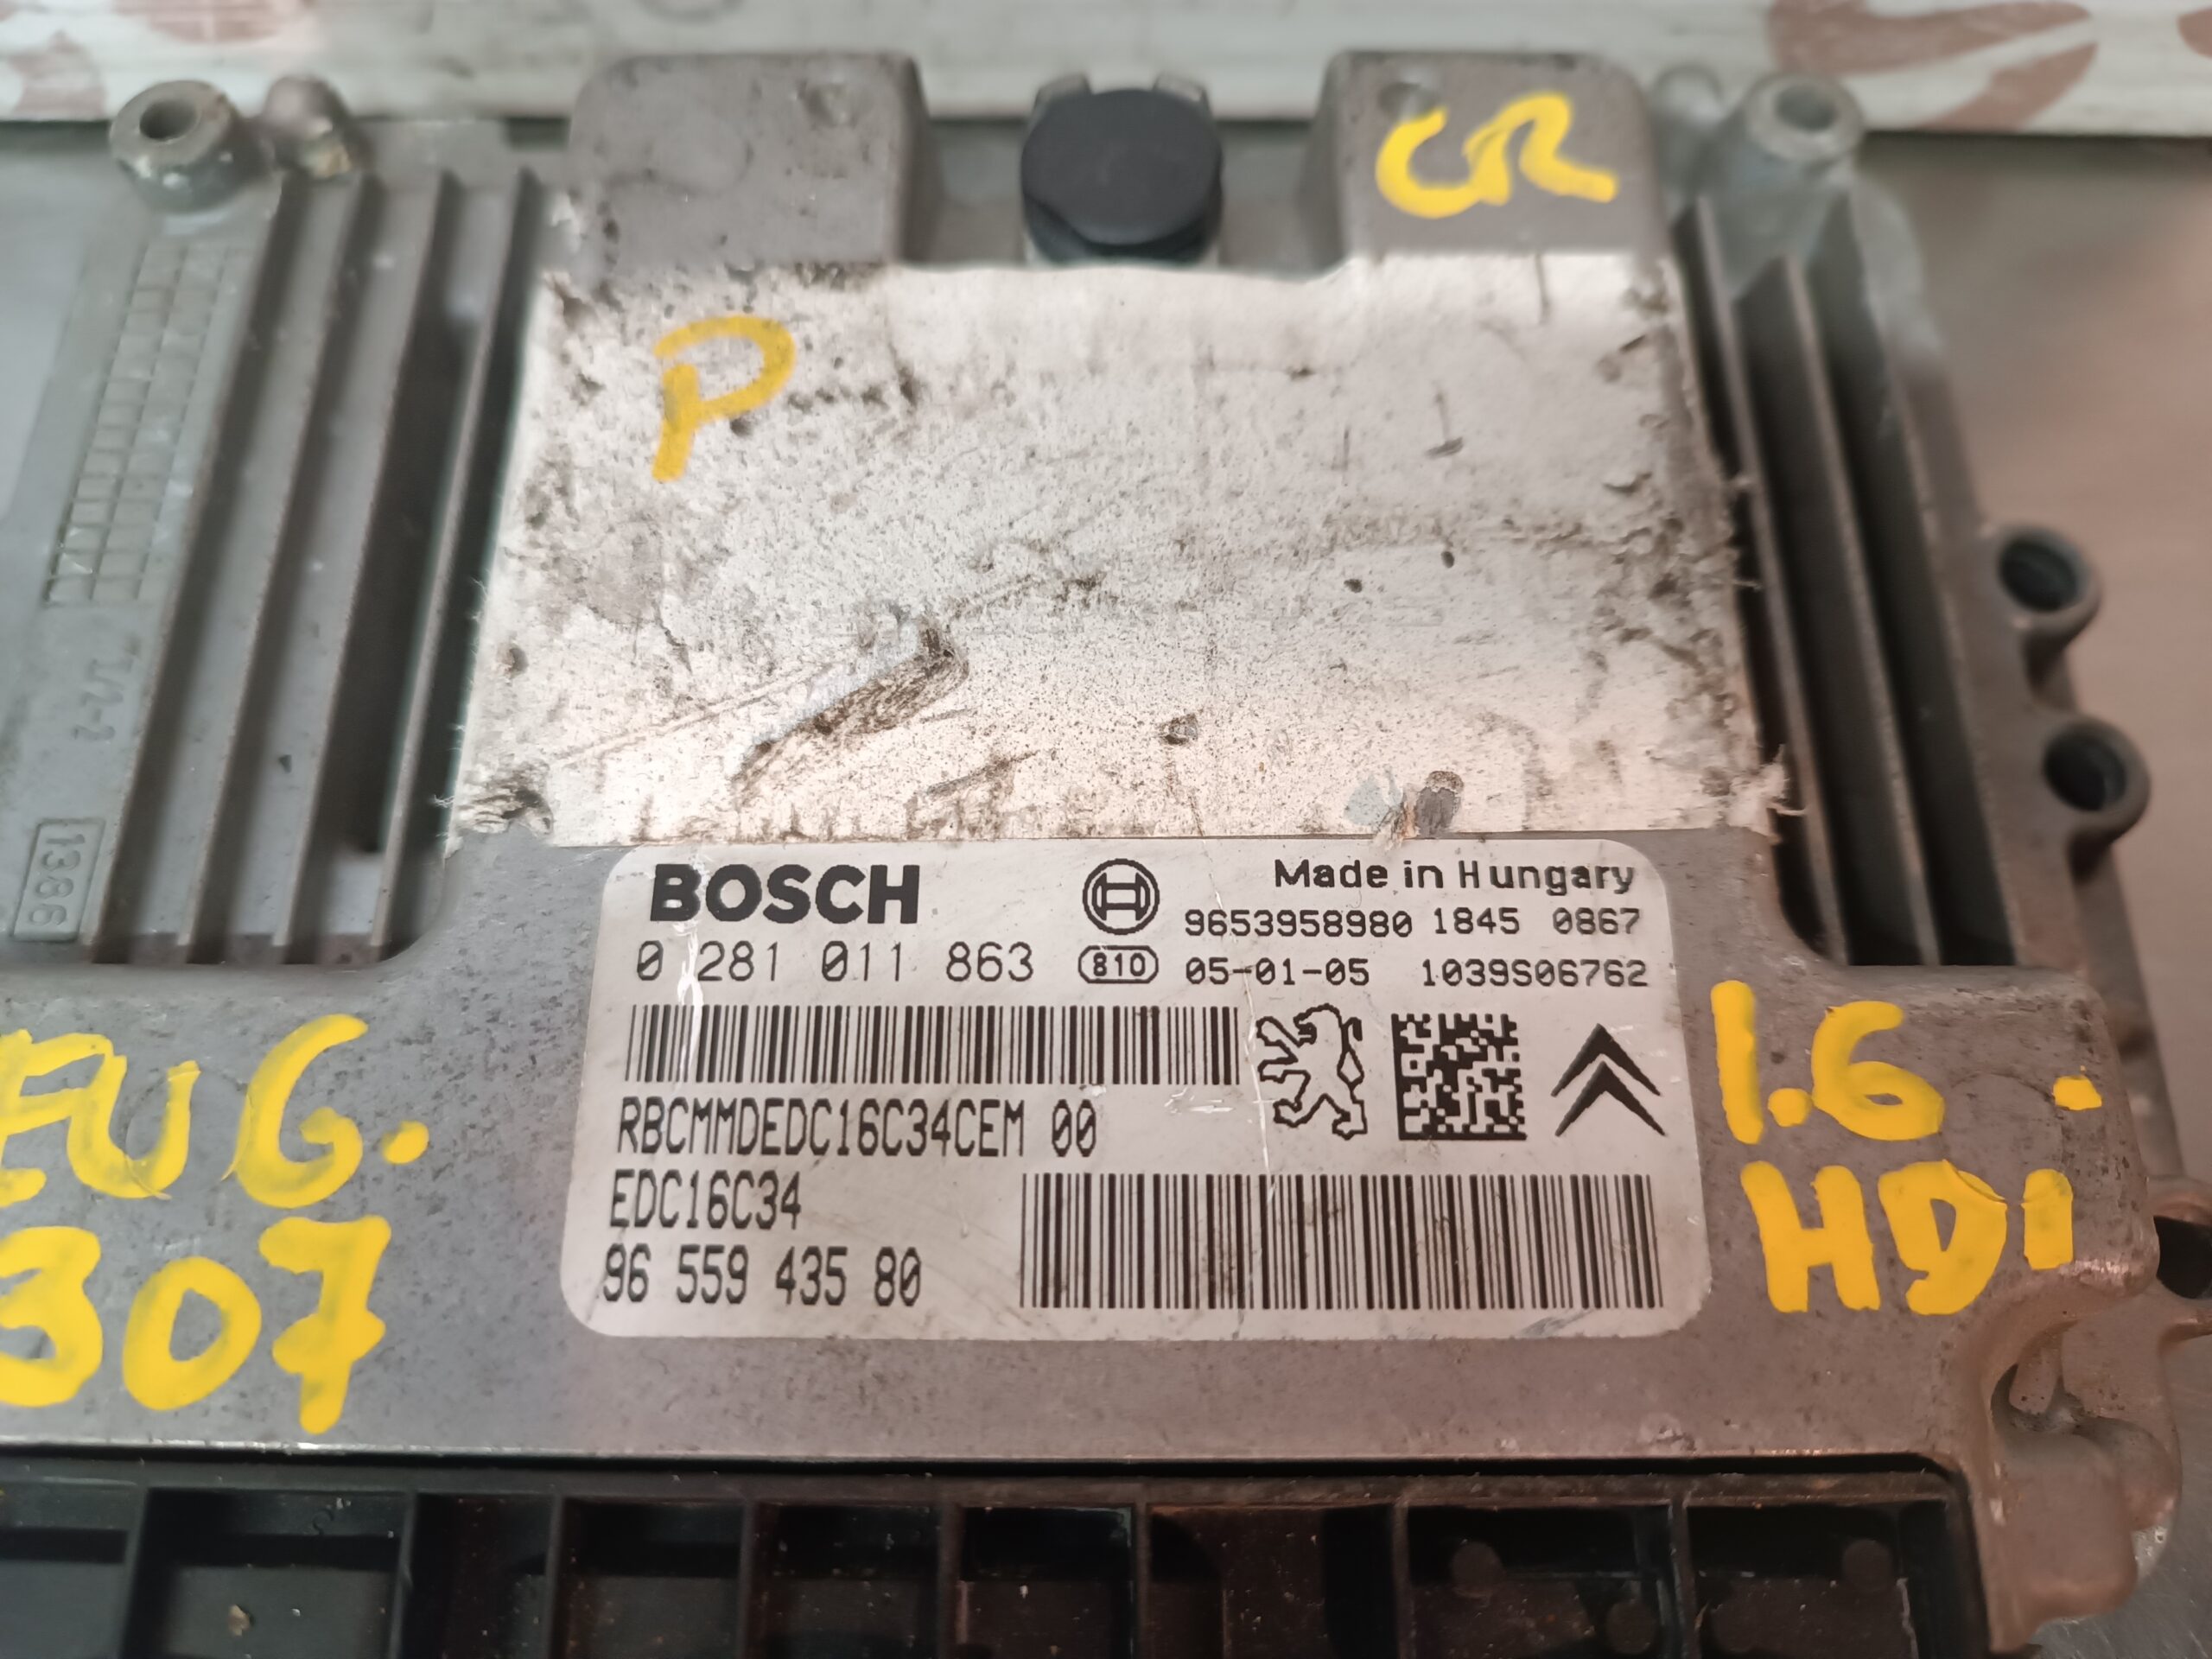 CR
P
1386
BOSCH
Made in Hungary
9653958980 1845 0867
0 281 011 863
810
05-01-05 1039S06762
RBCMMDEDC16C34CEM 00
EDC16C34
96 559 435 80
EUG.
307
1.6
HDI